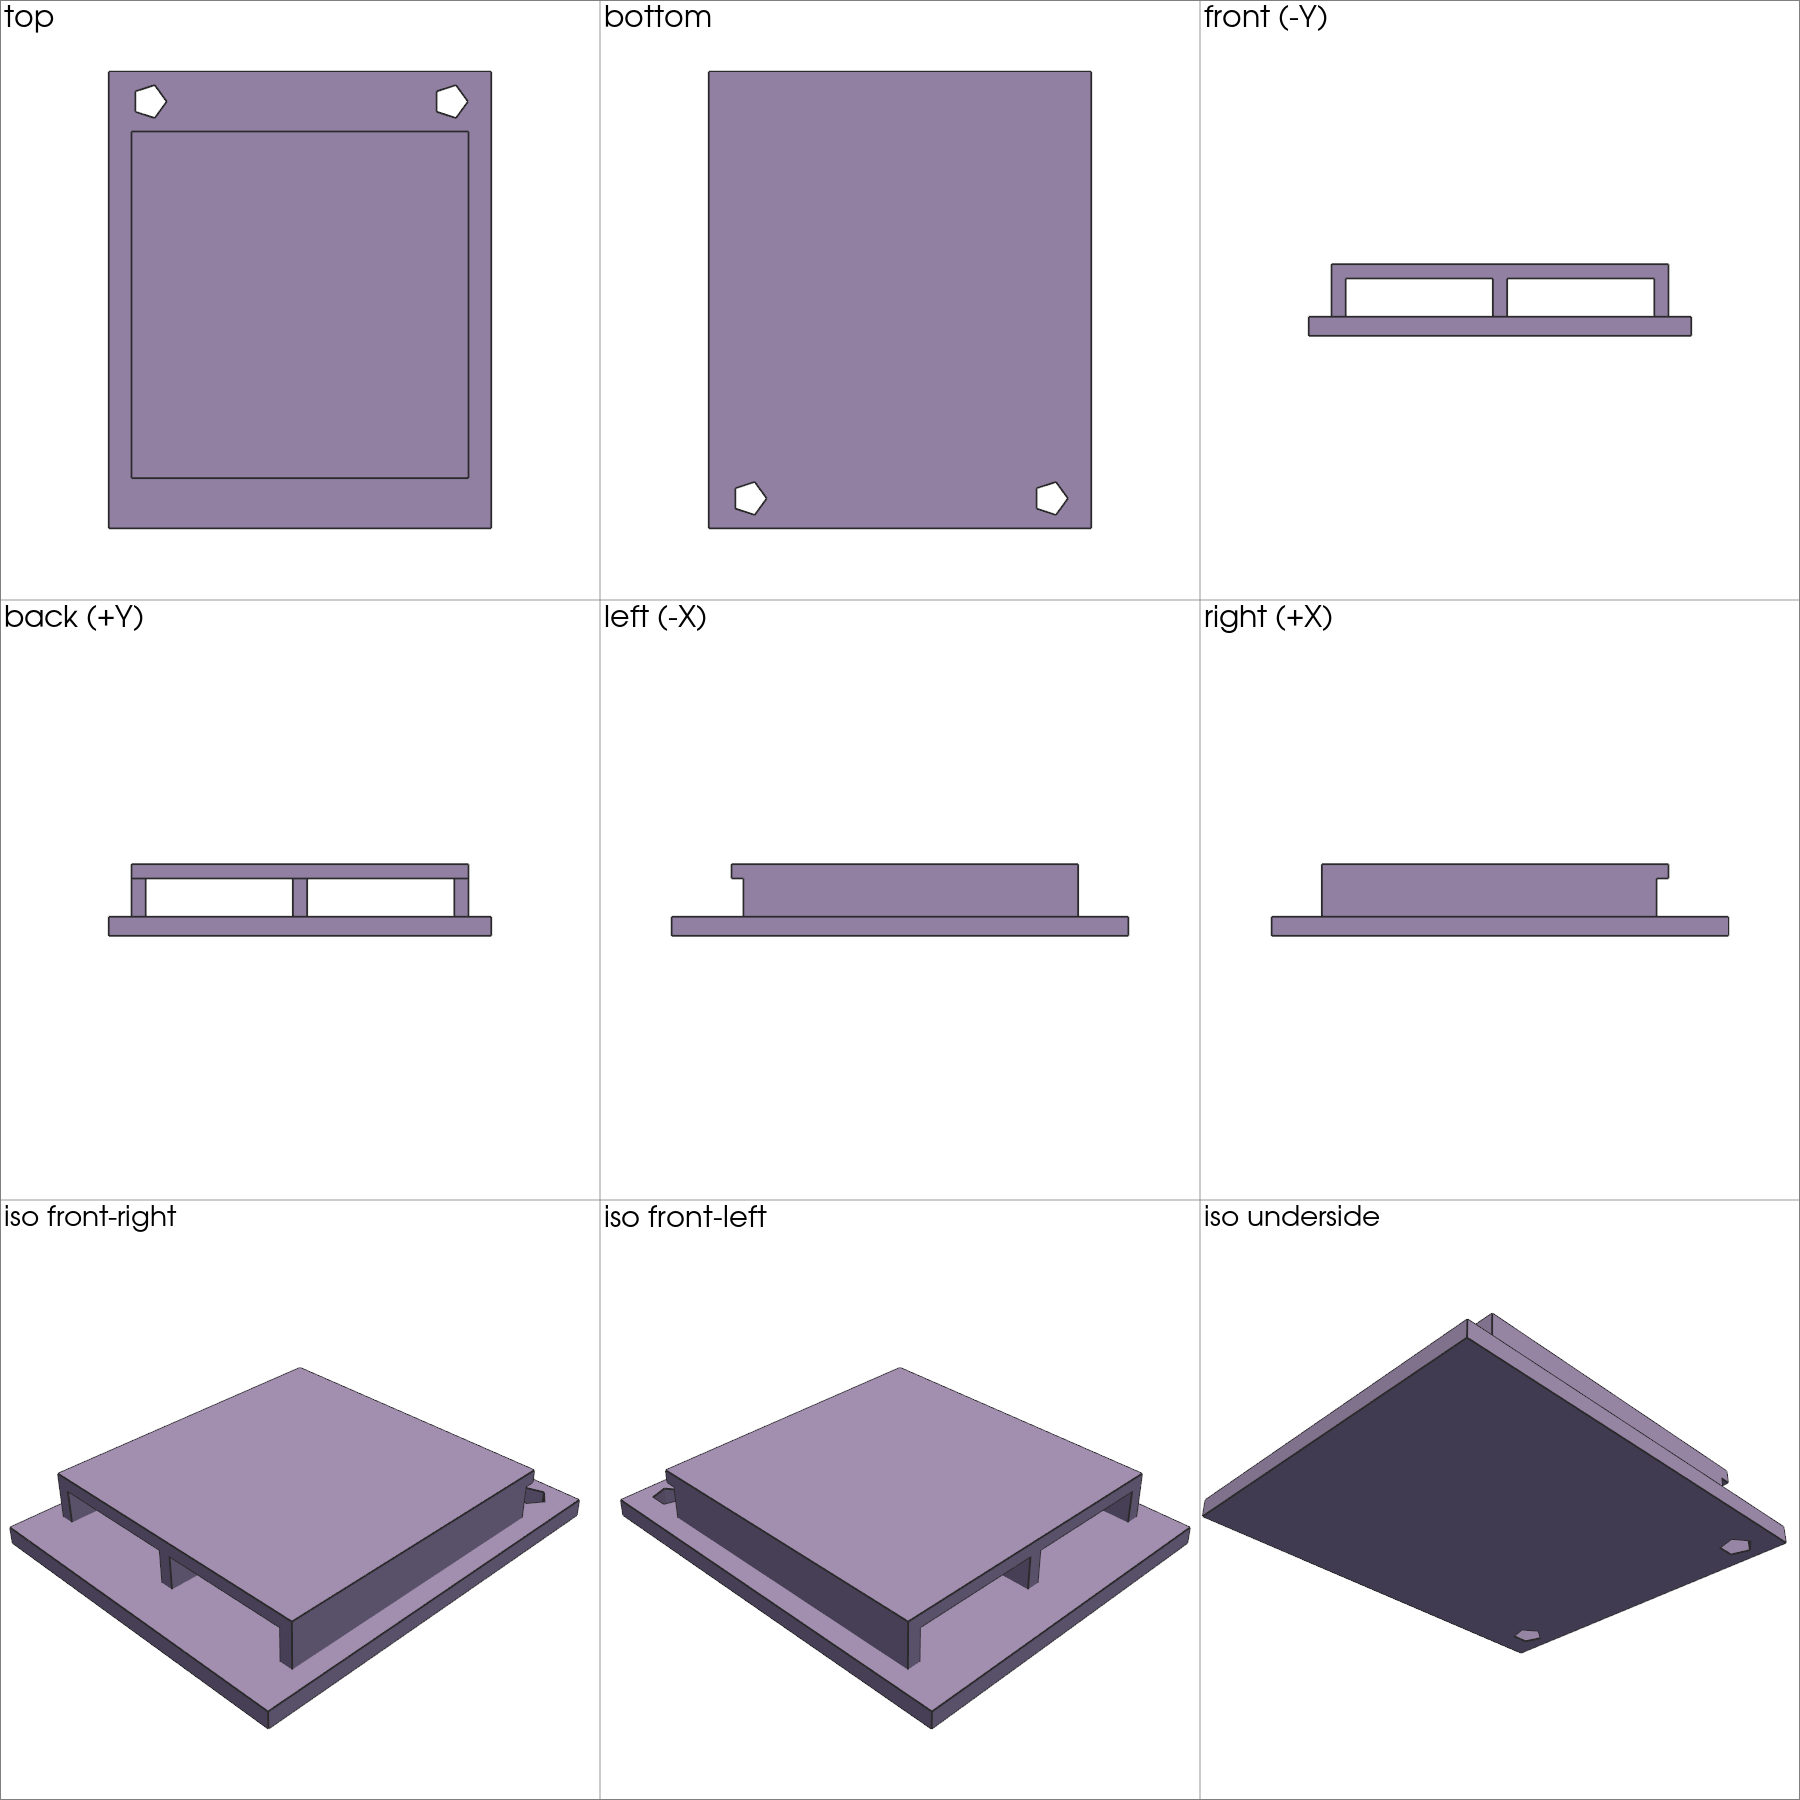 top
bottom
front (-Y)
back (+Y)
left (-X)
right (+X)
iso front-right
iso front-left
iso underside